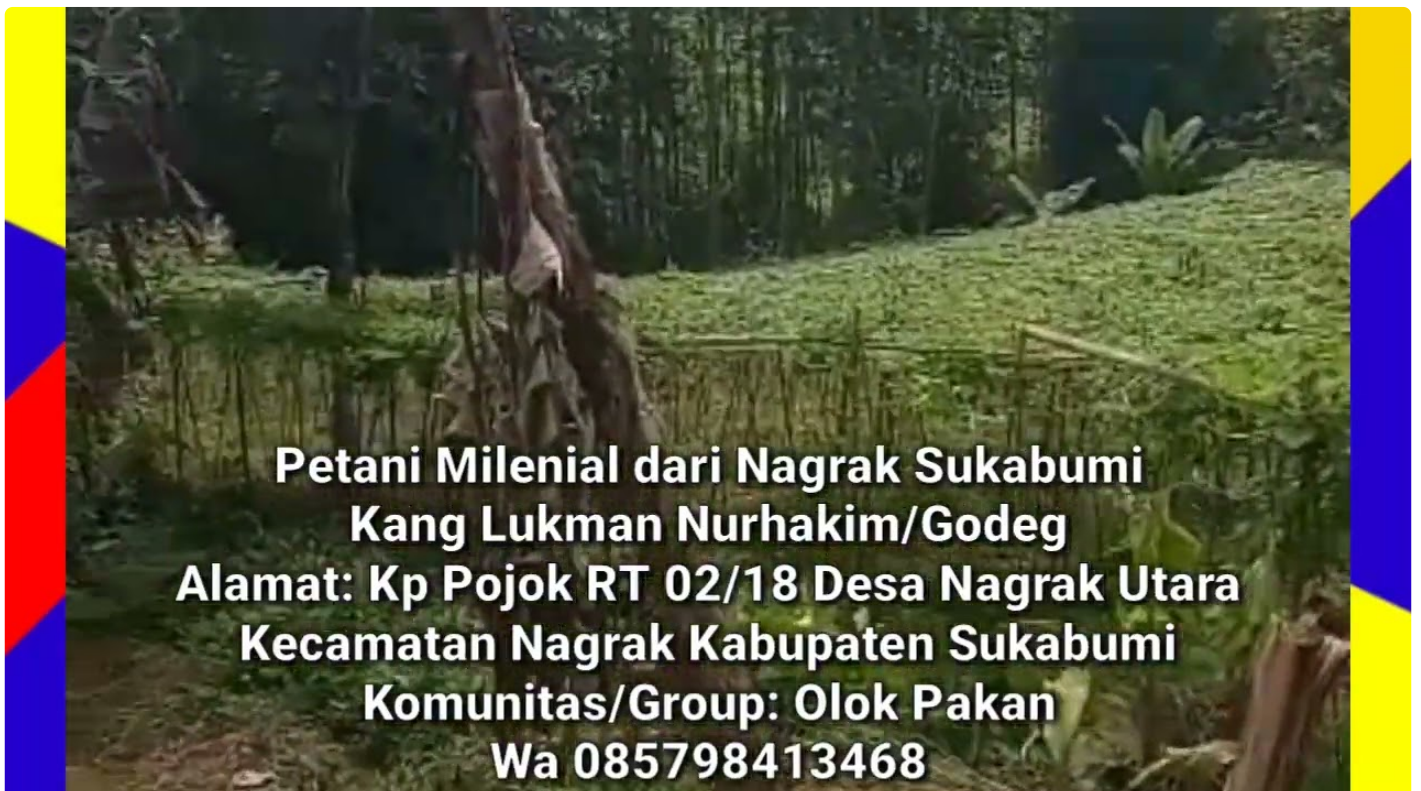 Petani Milenial dari Nagrak Sukabumi
Kang Lukman Nurhakim/Godeg
Alamat: Kp Pojok RT 02/18 Desa Nagrak Utara
Kecamatan Nagrak Kabupaten Sukabumi
Komunitas/Group: Olok Pakan
Wa 085798413468